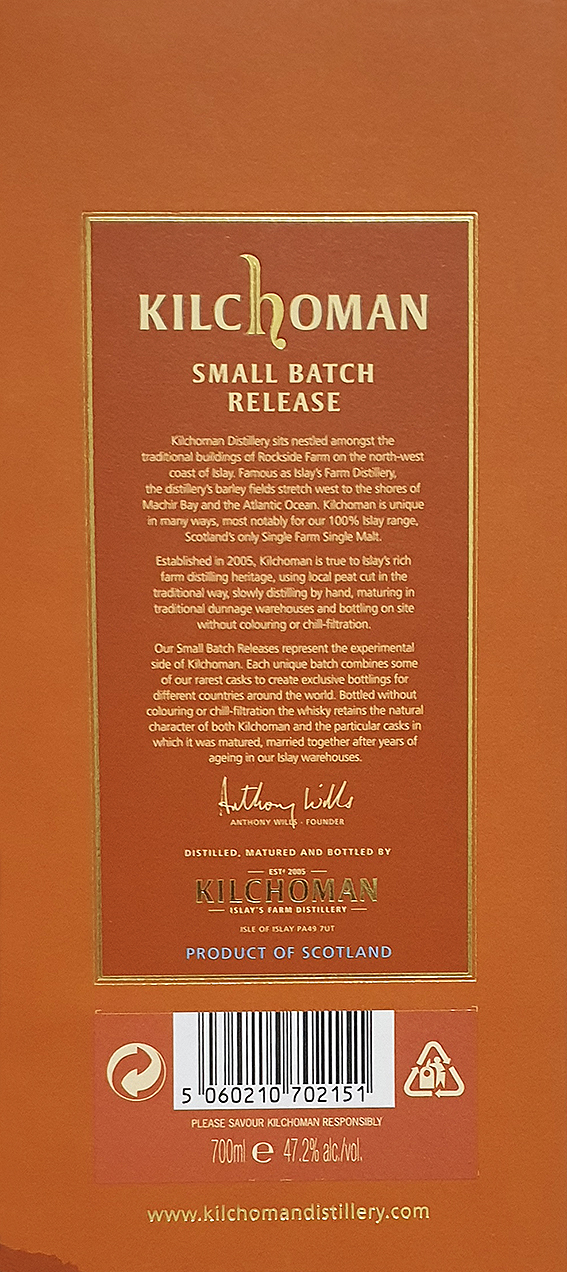 KILCHOMAN
SMALL BATCH
RELEASE
Kilchoman Distillery sits nestled amongst the
traditional buildings of Rockside Farm on the north-west
coast of Islay. Famous as Islay's Farm Distillery,
the distillery's barley fields stretch west to the shores of
Machir Bay and the Atlantic Ocean. Kilchoman is unique
in many ways, most notably for our 100% Islay range,
Scotland's only Single Farm Single Malt.
Established in 2005, Kilchoman is true to Islay's rich
farm distilling heritage, using local peat cut in the
traditional way, slowly distilling by hand, maturing in
traditional dunnage warehouses and bottling on site
without colouring or chill-filtration.
Our Small Batch Releases represent the experimental
side of Kilchoman. Each unique batch combines some
of our rarest casks to create exclusive bottlings for
different countries around the world. Bottled without
colouring or chill-filtration the whisky retains the natural
character of both Kilchoman and the particular casks in
which it was matured, married together after years of
ageing in our Islay warehouses.
Anthony Wills
ANTHONY WILLS - FOUNDER
DISTILLED, MATURED AND BOTTLED BY
ESTD 2005
KILCHOMAN
ISLAY'S FARM DISTILLERY
ISLE OF ISLAY PA49 7UT
PRODUCT OF SCOTLAND
5 060210 702151
PLEASE SAVOUR KILCHOMAN RESPONSIBLY
700ml e 47.2% alc./vol.
www.kilchomandistillery.com